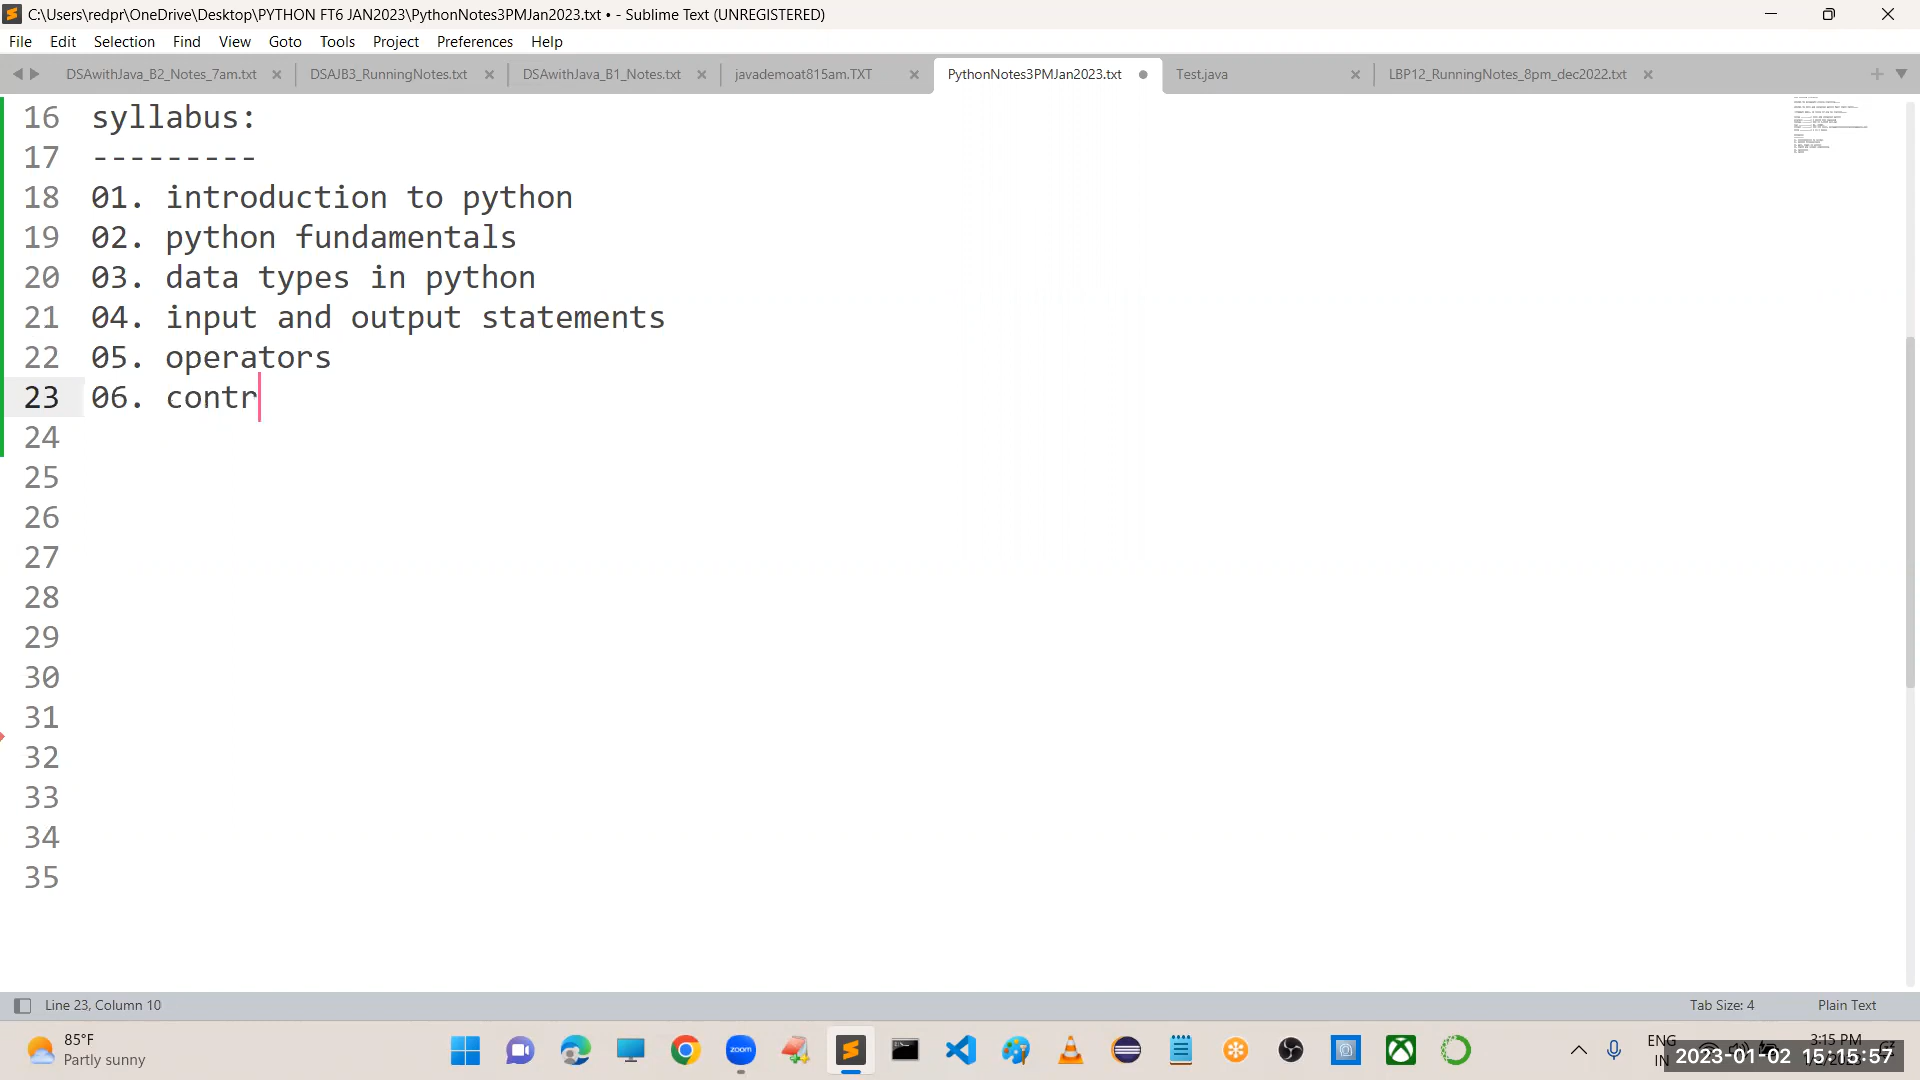 C:\Users\redpr\OneDrive\Desktop\PYTHON FT6 JAN2023\PythonNotes3PMJan2023.txt • - Sublime Text (UNREGISTERED)
File Edit Selection Find View Goto Tools Project Preferences Help
DSAwithJava_B2_Notes_7am.txt DSAJB3_RunningNotes.txt DSAwithJava_B1_Notes.txt javademoat815am.TXT PythonNotes3PMJan2023.txt Test.java LBP12_RunningNotes_8pm_dec2022.txt
16 syllabus:
17 ---------
18 01. introduction to python
19 02. python fundamentals
20 03. data types in python
21 04. input and output statements
22 05. operators
23 06. contr
24
25
26
27
28
29
30
31
32
33
34
35
Line 23, Column 10 Tab Size: 4 Plain Text
85°F
Partly sunny
zoom
ENG
IN
3:15 PM
2023-01-02 15:15:57